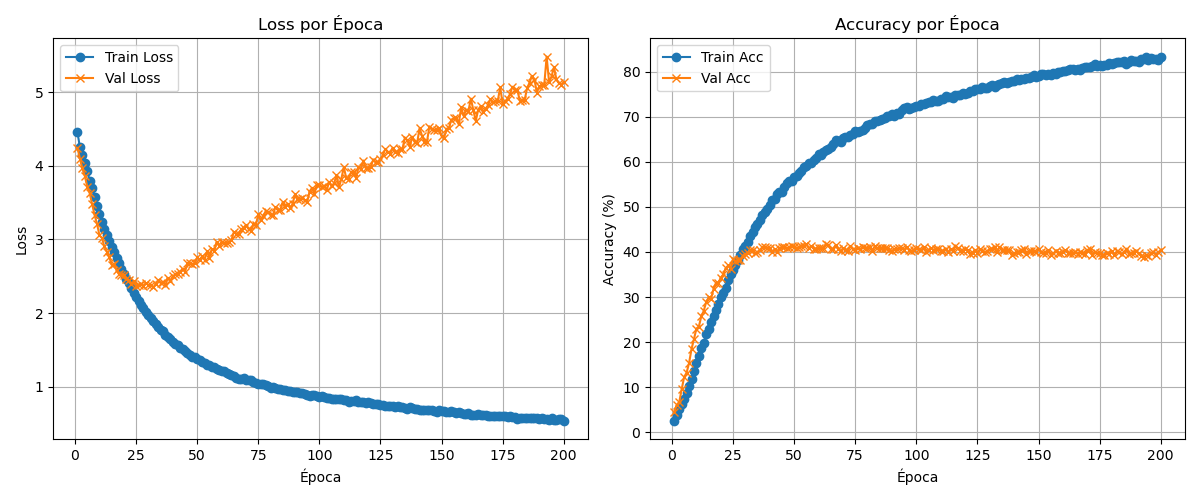 Loss por Época
Train Loss
Val Loss
Loss
5
4
3
2
1
0 25 50 75 100 125 150 175 200
Época
Accuracy por Época
Train Acc
Val Acc
Accuracy (%)
80
70
60
50
40
30
20
10
0
0 25 50 75 100 125 150 175 200
Época